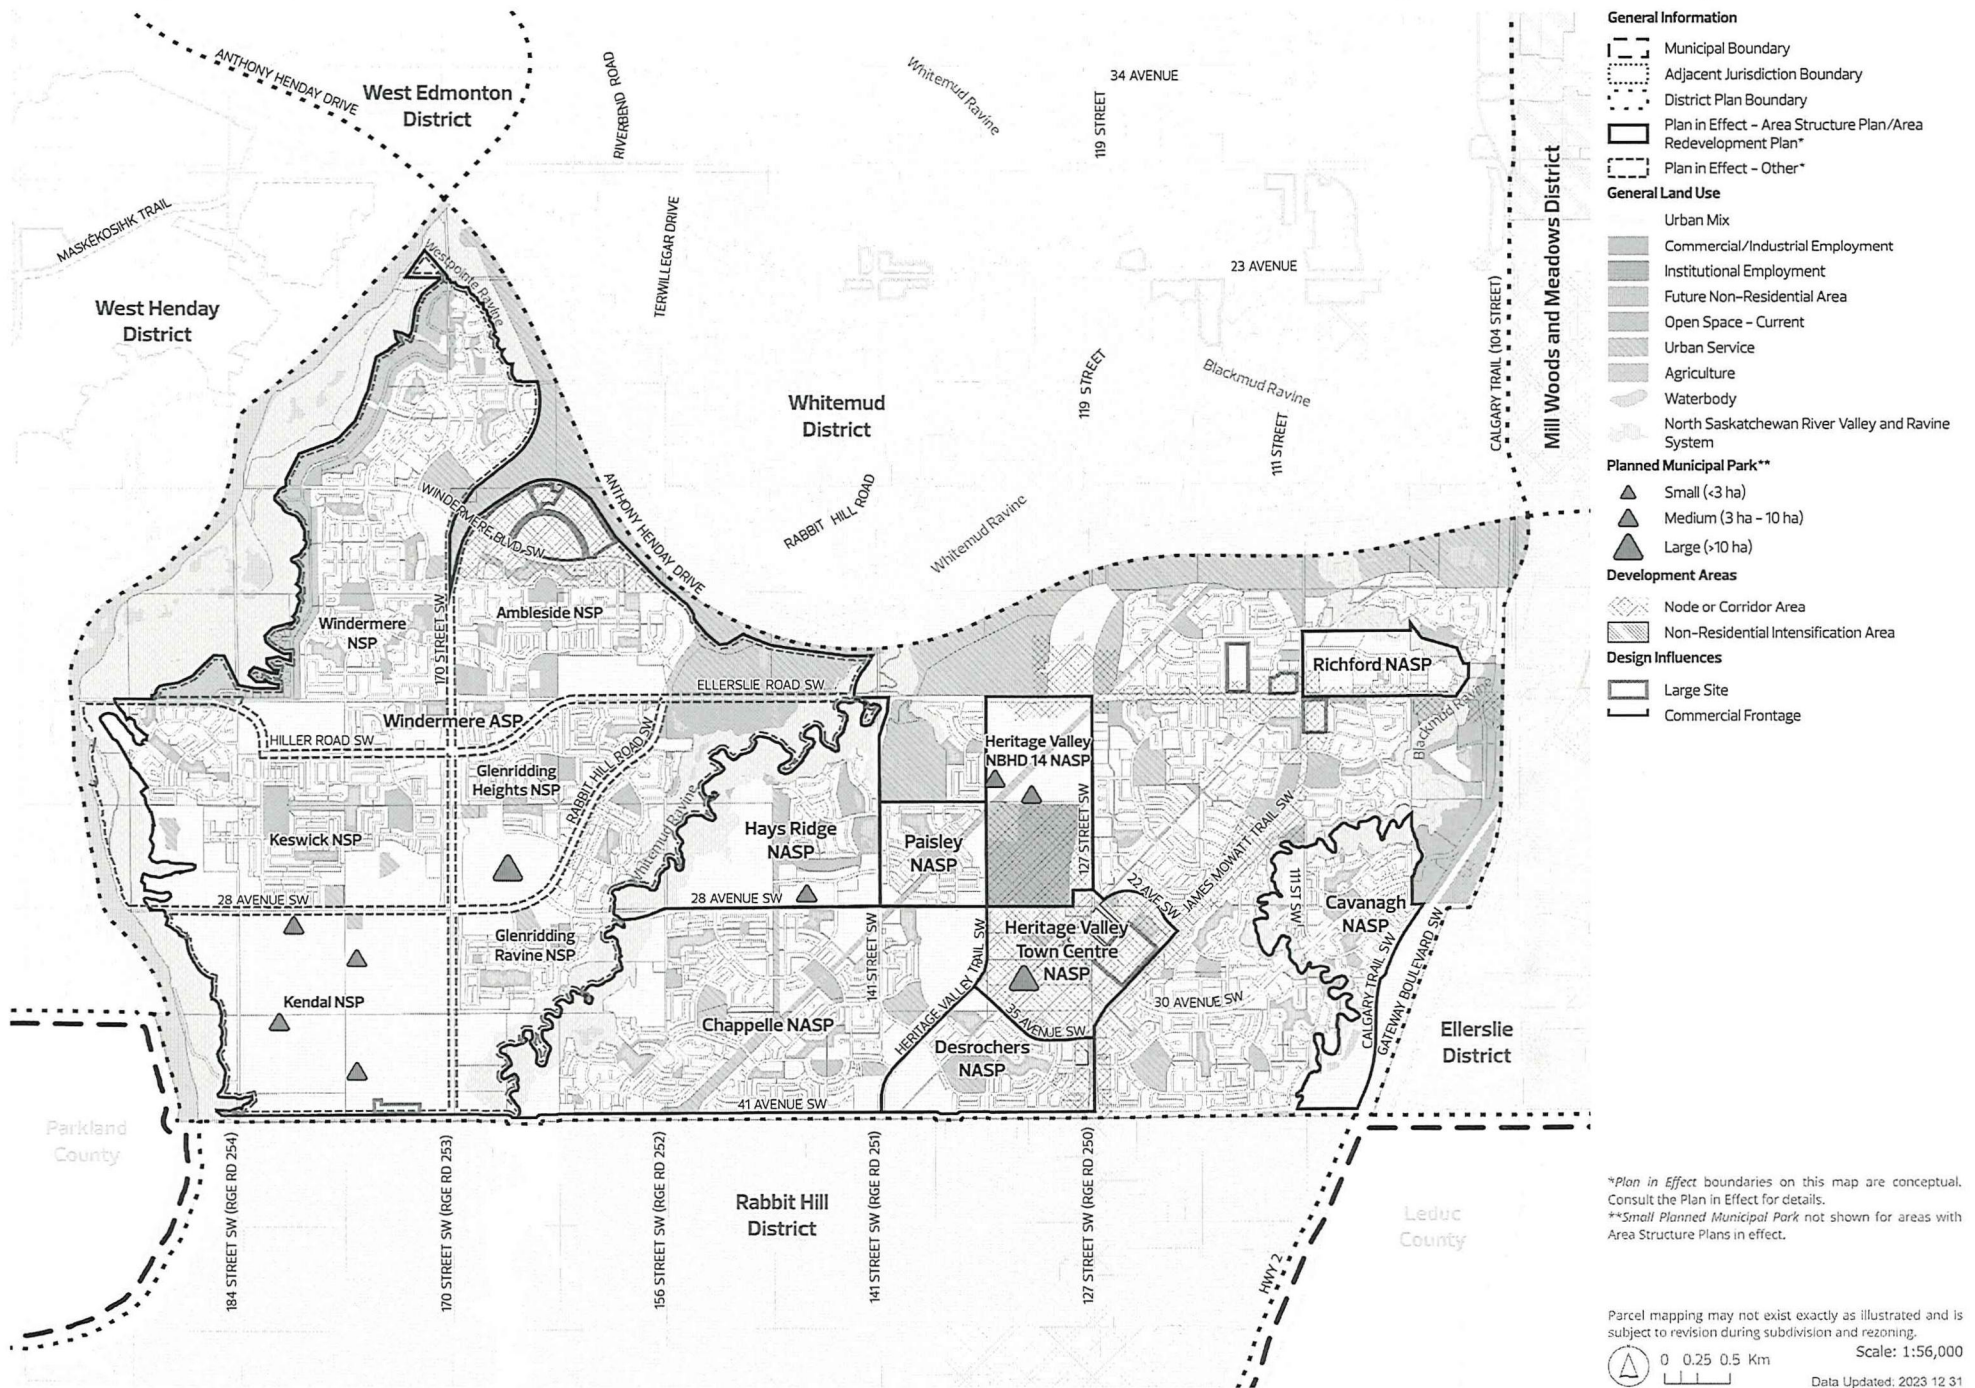 ANTHONY HENDAY DRIVE
West Edmonton
District
RIVERBEND ROAD
Whitemud Ravine
34 AVENUE
119 STREET
MASKÊKOSIHK TRAIL
West Henday
District
Westpointe Ravine
TERWILLEGAR DRIVE
23 AVENUE
CALGARY TRAIL (104 STREET)
Mill Woods and Meadows District
Whitemud
District
119 STREET
Blackmud Ravine
111 STREET
WINDERMERE BLVD SW
ANTHONY HENDAY DRIVE
RABBIT HILL ROAD
Whitemud Ravine
Windermere
NSP
170 STREET SW
Ambleside NSP
Richford NASP
ELLERSLIE ROAD SW
Windermere ASP
HILLER ROAD SW
RABBIT HILL ROAD SW
Glenridding
Heights NSP
Heritage Valley
NBHD 14 NASP
Blackmud Ravine
Keswick NSP
Whitemud Ravine
Hays Ridge
NASP
Paisley
NASP
127 STREET SW
JAMES MOWATT TRAIL SW
28 AVENUE SW
28 AVENUE SW
22 AVE SW
111 ST SW
Cavanagh
NASP
Glenridding
Ravine NSP
141 STREET SW
HERITAGE VALLEY TRAIL SW
Heritage Valley
Town Centre
NASP
CALGARY TRAIL SW
GATEWAY BOULEVARD SW
Kendal NSP
Chappelle NASP
30 AVENUE SW
35 AVENUE SW
Desrochers
NASP
Ellerslie
District
41 AVENUE SW
Parkland
County
184 STREET SW (RGE RD 254)
170 STREET SW (RGE RD 253)
156 STREET SW (RGE RD 252)
141 STREET SW (RGE RD 251)
127 STREET SW (RGE RD 250)
Rabbit Hill
District
Leduc
County
HWY 2
General Information
Municipal Boundary
Adjacent Jurisdiction Boundary
District Plan Boundary
Plan in Effect - Area Structure Plan/Area
Redevelopment Plan*
Plan in Effect - Other*
General Land Use
Urban Mix
Commercial/Industrial Employment
Institutional Employment
Future Non-Residential Area
Open Space - Current
Urban Service
Agriculture
Waterbody
North Saskatchewan River Valley and Ravine
System
Planned Municipal Park**
Small (<3 ha)
Medium (3 ha - 10 ha)
Large (>10 ha)
Development Areas
Node or Corridor Area
Non-Residential Intensification Area
Design Influences
Large Site
Commercial Frontage
*Plan in Effect boundaries on this map are conceptual.
Consult the Plan in Effect for details.
**Small Planned Municipal Park not shown for areas with
Area Structure Plans in effect.
Parcel mapping may not exist exactly as illustrated and is
subject to revision during subdivision and rezoning.
Scale: 1:56,000
0 0.25 0.5 Km
Data Updated: 2023 12 31